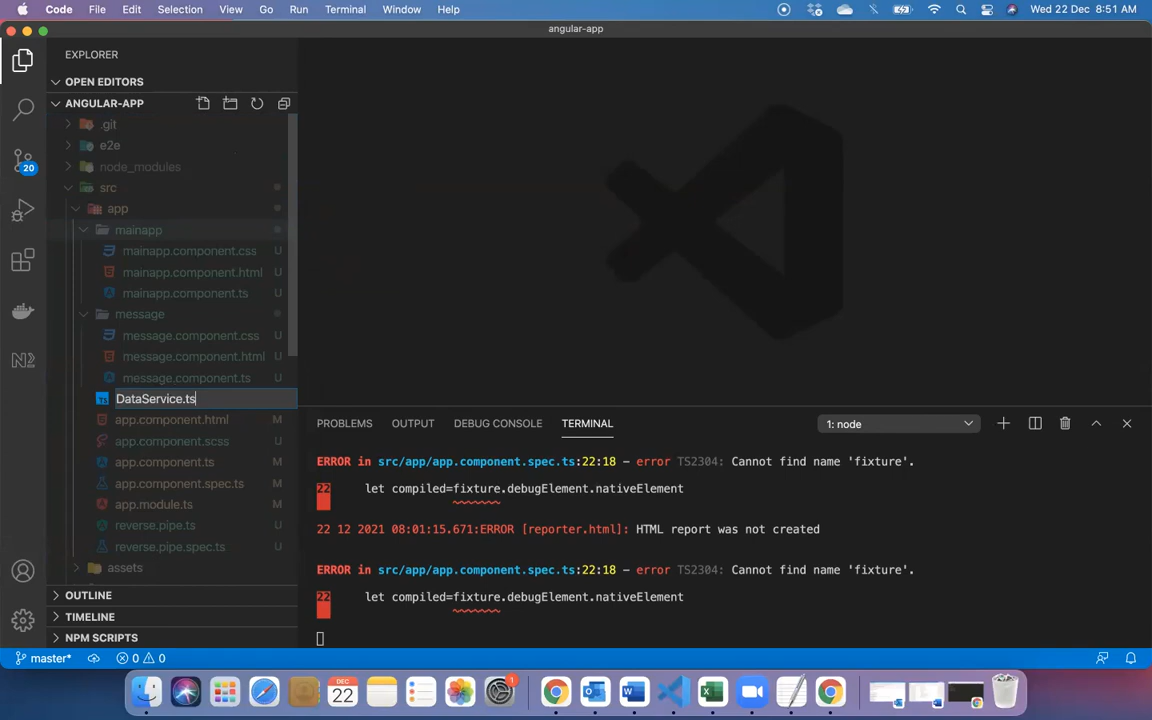 Code File Edit Selection View Go Run Terminal Window Help Wed 22 Dec 8:51 AM
angular-app
EXPLORER
OPEN EDITORS
ANGULAR-APP
.git
e2e
node_modules
20
src
app
mainapp
mainapp.component.css U
mainapp.component.html U
mainapp.component.ts U
message
message.component.css U
message.component.html U
message.component.ts U
TS DataService.ts
app.component.html M
app.component.scss U
app.component.ts M
app.component.spec.ts M
app.module.ts M
reverse.pipe.ts U
reverse.pipe.spec.ts U
assets
OUTLINE
TIMELINE
NPM SCRIPTS
PROBLEMS OUTPUT DEBUG CONSOLE TERMINAL 1: node
ERROR in src/app/app.component.spec.ts:22:18 - error TS2304: Cannot find name 'fixture'.
22 let compiled=fixture.debugElement.nativeElement
22 12 2021 08:01:15.671:ERROR [reporter.html]: HTML report was not created
ERROR in src/app/app.component.spec.ts:22:18 - error TS2304: Cannot find name 'fixture'.
22 let compiled=fixture.debugElement.nativeElement
master* 0 0
DEC
22
1